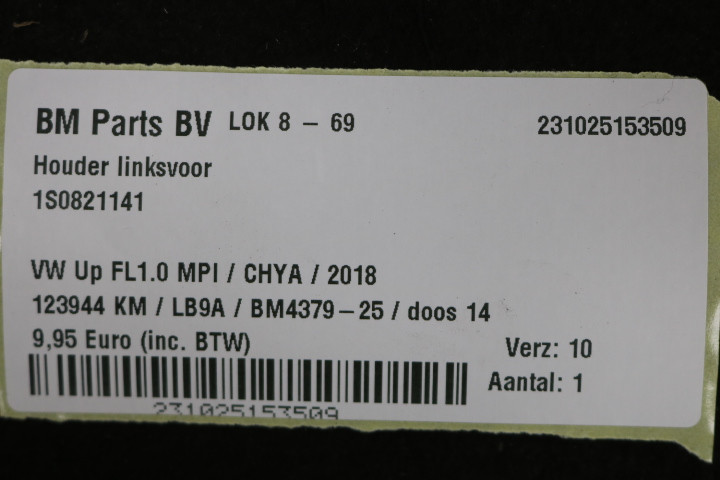 BM Parts BV LOK 8 – 69 231025153509
Houder linksvoor
1S0821141
VW Up FL1.0 MPI / CHYA / 2018
123944 KM / LB9A / BM4379–25 / doos 14
9,95 Euro (inc. BTW)
Verz: 10
Aantal: 1
231025153509